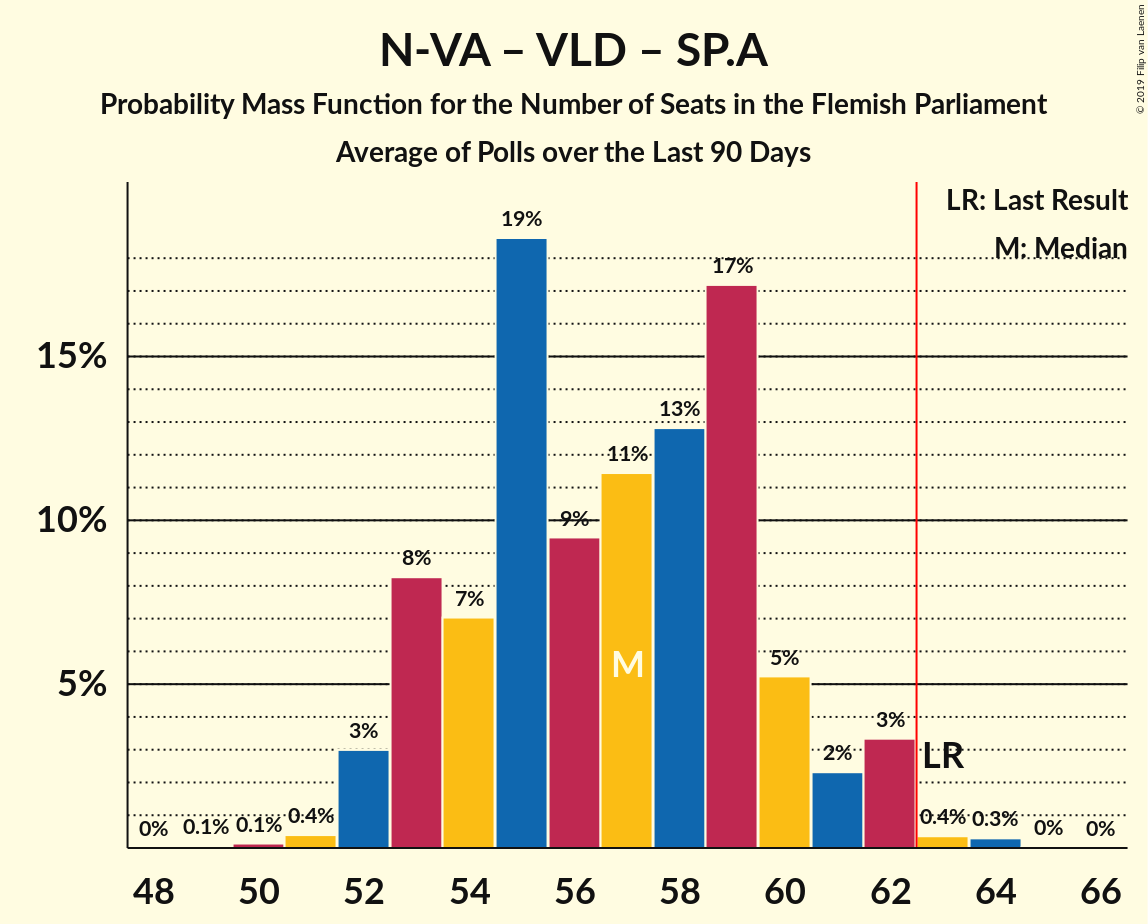 N-VA – VLD – SP.A
Probability Mass Function for the Number of Seats in the Flemish Parliament
Average of Polls over the Last 90 Days
© 2019 Filip van Laenen
LR: Last Result
M: Median
19%
17%
15%
13%
11%
10%
9%
8%
7%
M
5%
5%
3%
3%
2%
LR
0%
0.1%
0.1%
0.4%
0.4%
0.3%
0%
0%
48 50 52 54 56 58 60 62 64 66